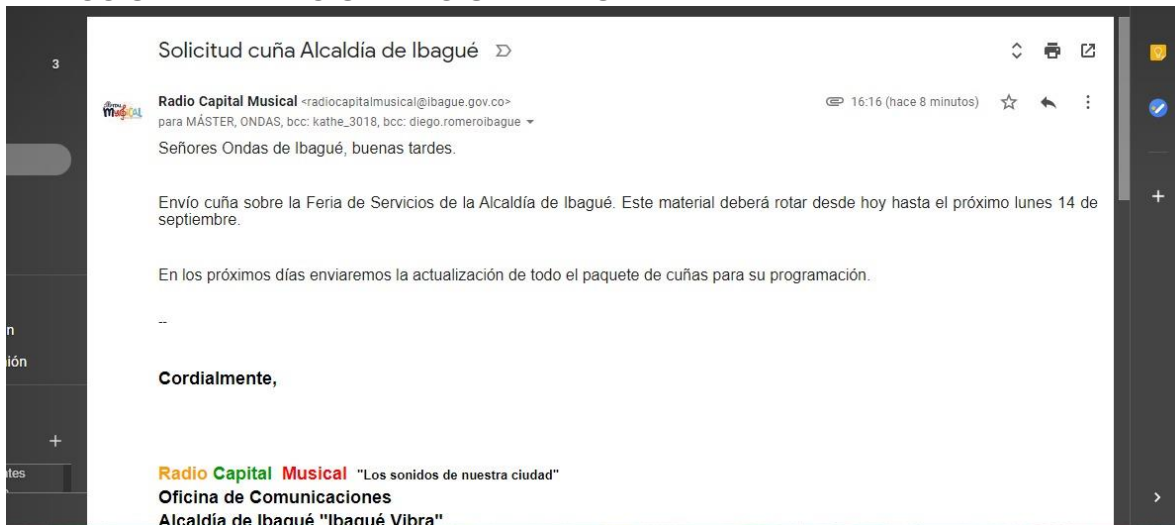 Solicitud cuña Alcaldía de Ibagué
3
Musical
Radio Capital Musical <radiocapitalmusical@ibague.gov.co>
16:16 (hace 8 minutos)
para MÁSTER, ONDAS, bcc: kathe_3018, bcc: diego.romeroibague
Señores Ondas de Ibagué, buenas tardes.
Envío cuña sobre la Feria de Servicios de la Alcaldía de Ibagué. Este material deberá rotar desde hoy hasta el próximo lunes 14 de
septiembre.
En los próximos días enviaremos la actualización de todo el paquete de cuñas para su programación.
--
n
ión
Cordialmente,
ntes
Radio Capital Musical "Los sonidos de nuestra ciudad"
Oficina de Comunicaciones
Alcaldía de Ibagué "Ibagué Vibra"